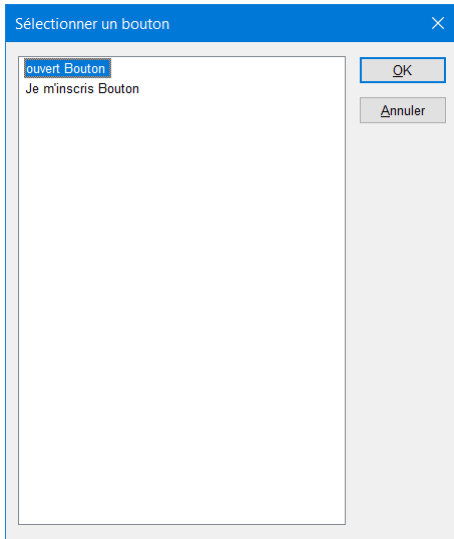 Sélectionner un bouton
ouvert Bouton
Je m'inscris Bouton
OK
Annuler